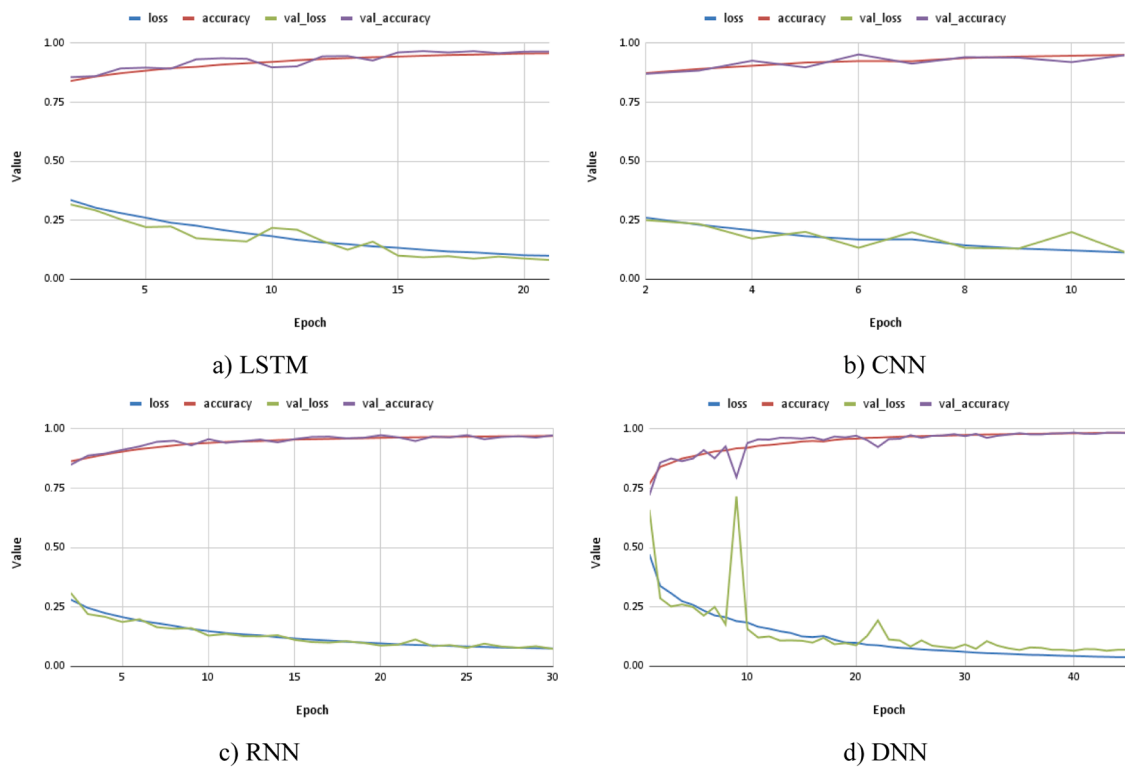 loss accuracy val_loss val_accuracy
1.00
0.75
0.50
0.25
0.00
Value
5 10 15 20
Epoch
a) LSTM
loss accuracy val_loss val_accuracy
1.00
0.75
0.50
0.25
0.00
Value
2 4 6 8 10
Epoch
b) CNN
loss accuracy val_loss val_accuracy
1.00
0.75
0.50
0.25
0.00
Value
5 10 15 20 25 30
Epoch
c) RNN
loss accuracy val_loss val_accuracy
1.00
0.75
0.50
0.25
0.00
Value
10 20 30 40
Epoch
d) DNN